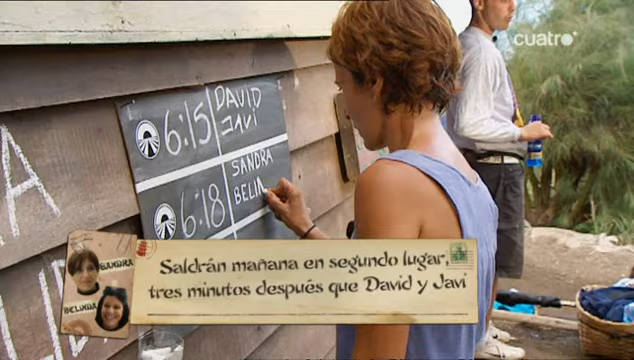 cuatro
6:15 DAVID
JAVI
6:18 SANDRA
BELIN
SANDRA
BELINDA
Saldrán mañana en segundo lugar,
tres minutos después que David y Javi